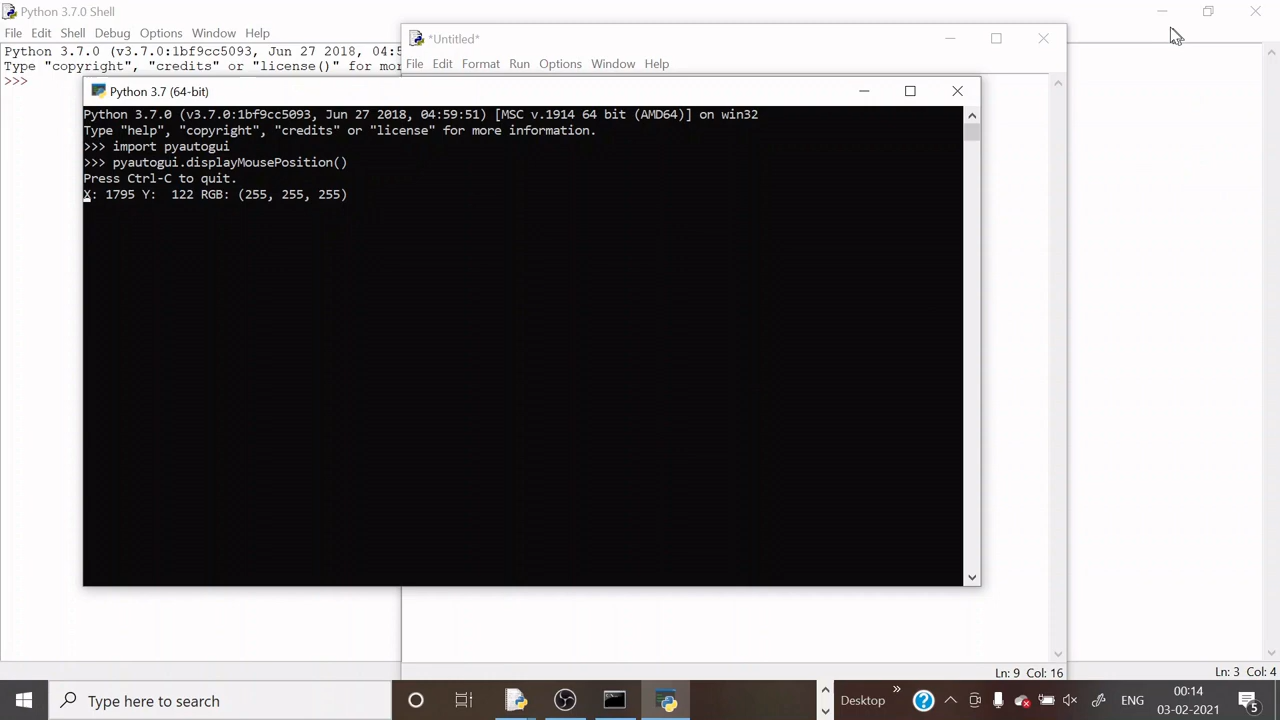 Python 3.7.0 Shell
File Edit Shell Debug Options Window Help
Python 3.7.0 (v3.7.0:1bf9cc5093, Jun 27 2018, 04:5
Type "copyright", "credits" or "license()" for mor
>>>
*Untitled*
File Edit Format Run Options Window Help
Python 3.7 (64-bit)
Python 3.7.0 (v3.7.0:1bf9cc5093, Jun 27 2018, 04:59:51) [MSC v.1914 64 bit (AMD64)] on win32
Type "help", "copyright", "credits" or "license" for more information.
>>> import pyautogui
>>> pyautogui.displayMousePosition()
Press Ctrl-C to quit.
X: 1795 Y:  122 RGB: (255, 255, 255)
Ln: 9 Col: 16
Ln: 3 Col: 4
Type here to search
Desktop
»
ENG
00:14
03-02-2021
5